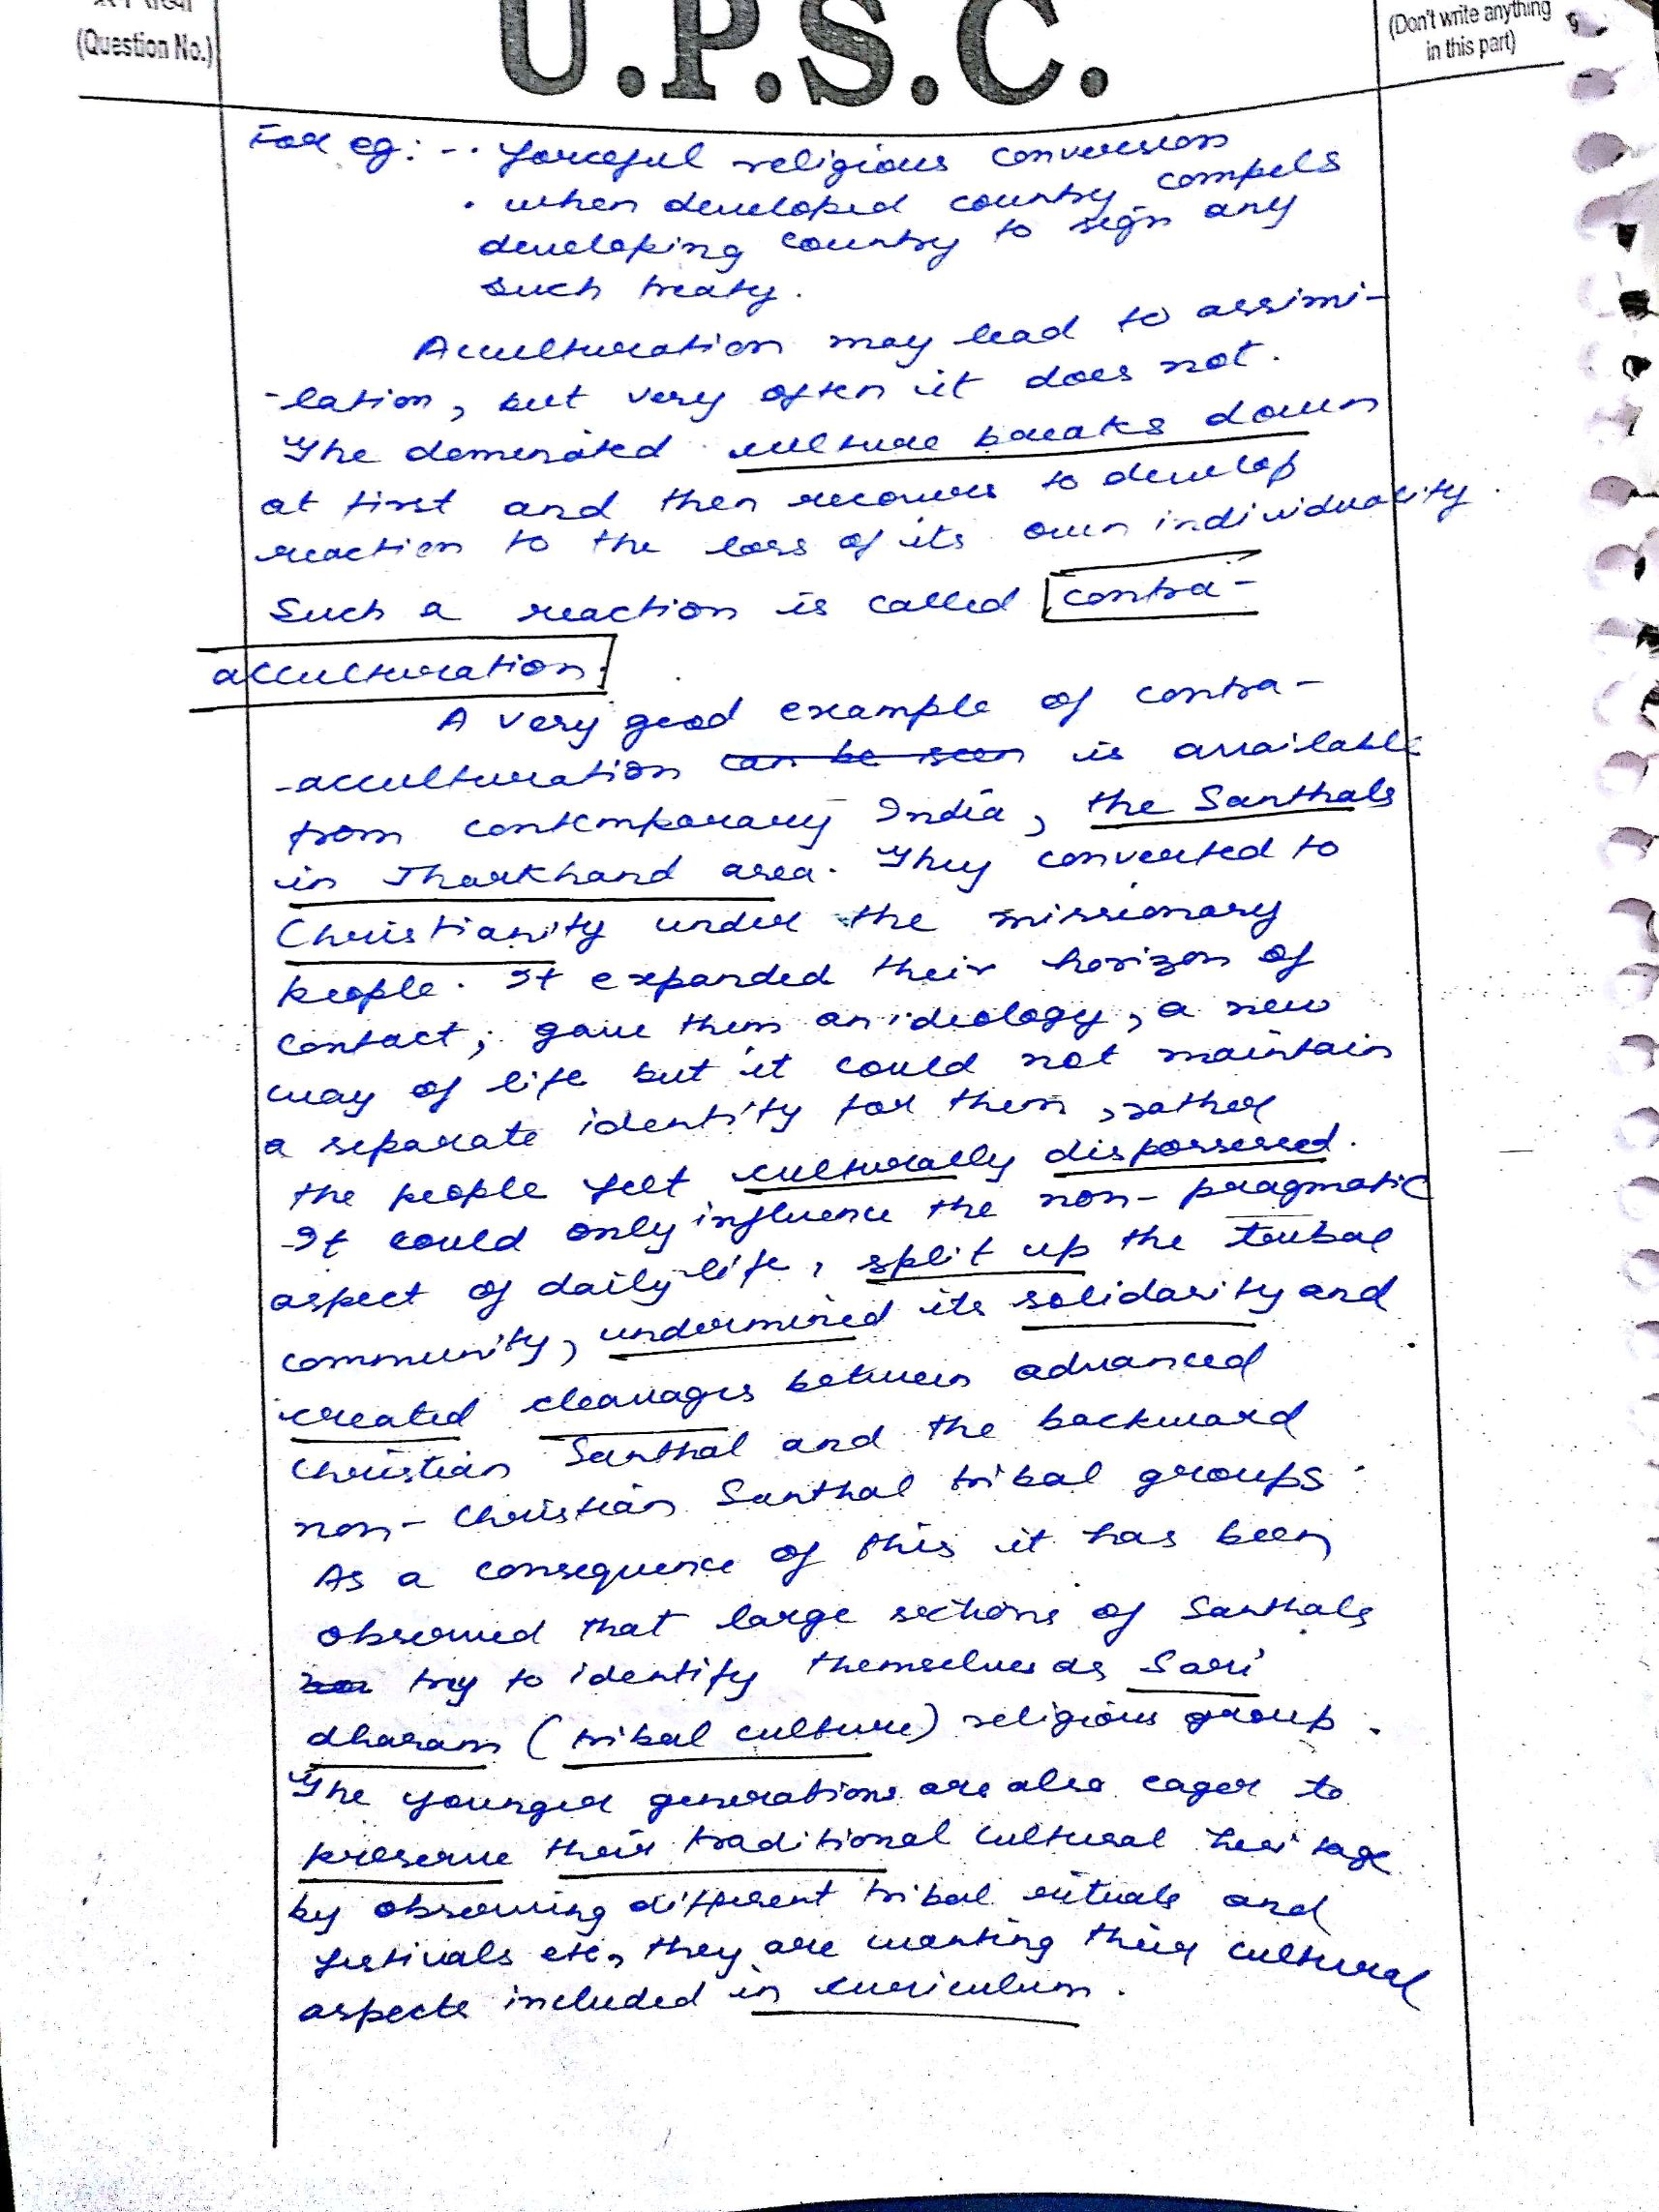 (Question No.)
U.P.S.C.
(Don't write anything
in this part)
For eg: - • forceful religious conversion
• when developed country compels
developing country to sign any
such treaty.
Acculturation may lead to assimi-
-lation, but very often it does not.
The dominated culture breaks down
at first and then recovers to develop
reaction to the loss of its own individuality.
Such a reaction is called contra-
acculturation.
A very good example of contra-
-acculturation can be seen is available
from contemporary India, the Santhals
in Jharkhand area. They converted to
Christianity under the missionary
people. It expanded their horizon of
contact, gave them an ideology, a new
way of life but it could not maintain
a separate identity for them, rather
the people felt culturally dispossessed.
It could only influence the non-pragmatic
aspect of daily life, split up the tribal
community, undermined its solidarity and
created cleavages between advanced
Christian Santhal and the backward
non-Christian Santhal tribal groups.
As a consequence of this it has been
observed that large sections of Santhals
try to identify themselves as Sari
dharam (tribal culture) religious group.
The younger generations are also eager to
preserve their traditional cultural heritage
by observing different tribal rituals and
festivals etc, they are wanting their cultural
aspects included in curriculum.